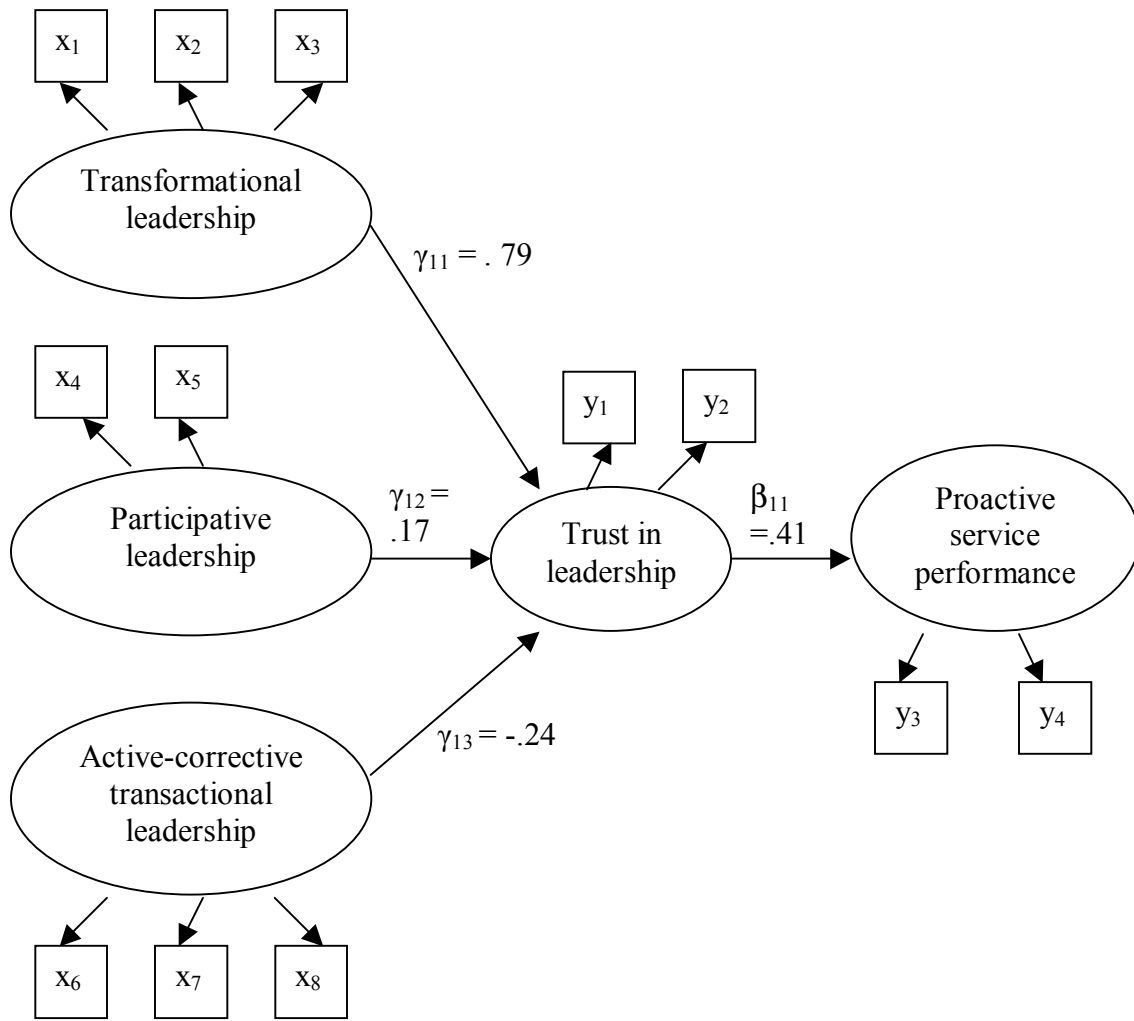 x₁
x₂
x₃
Transformational
leadership
γ₁₁ = . 79
x₄
x₅
y₁
y₂
Participative
leadership
γ₁₂ =
.17
Trust in
leadership
β₁₁
=.41
Proactive
service
performance
y₃
y₄
γ₁₃ = -.24
Active-corrective
transactional
leadership
x₆
x₇
x₈